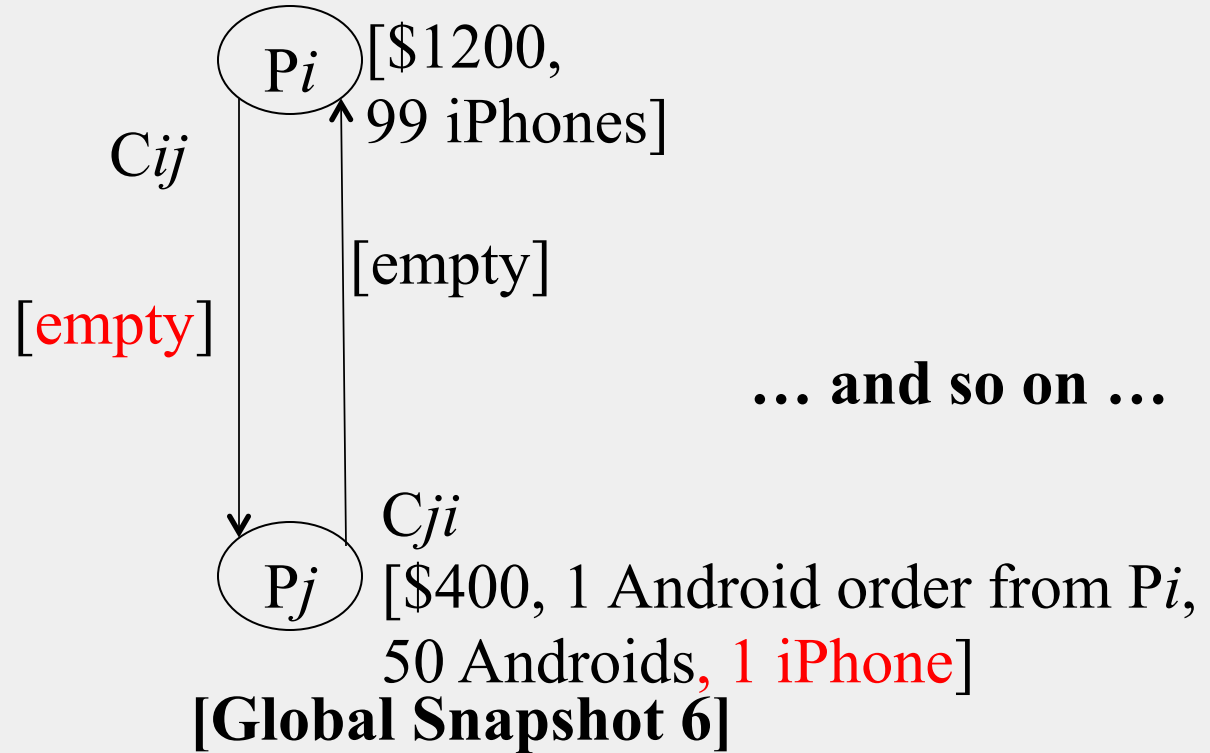 Pi [$1200,
99 iPhones]
Cij
[empty]
[empty]
… and so on …
Cji
Pj [$400, 1 Android order from Pi,
50 Androids, 1 iPhone]
[Global Snapshot 6]